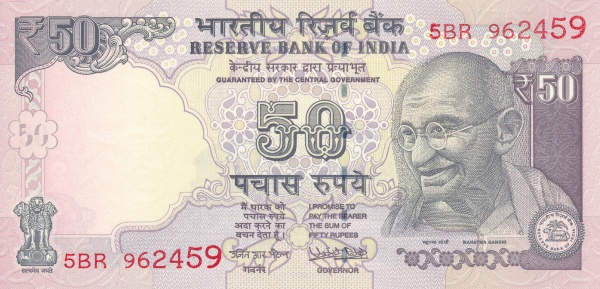 ₹50
भारतीय रिज़र्व बैंक
RESERVE BANK OF INDIA
5BR 962459
केन्द्रीय सरकार द्वारा प्रत्याभूत
GUARANTEED BY THE CENTRAL GOVERNMENT
₹50
50
50
पचास रुपये
मैं धारक को
पचास रुपये
अदा करने का
वचन देता हूँ।
I PROMISE TO
PAY THE BEARER
THE SUM OF
FIFTY RUPEES
महात्मा गांधी
MAHATMA GANDHI
सत्यमेव जयते
5BR 962459
गवर्नर
GOVERNOR